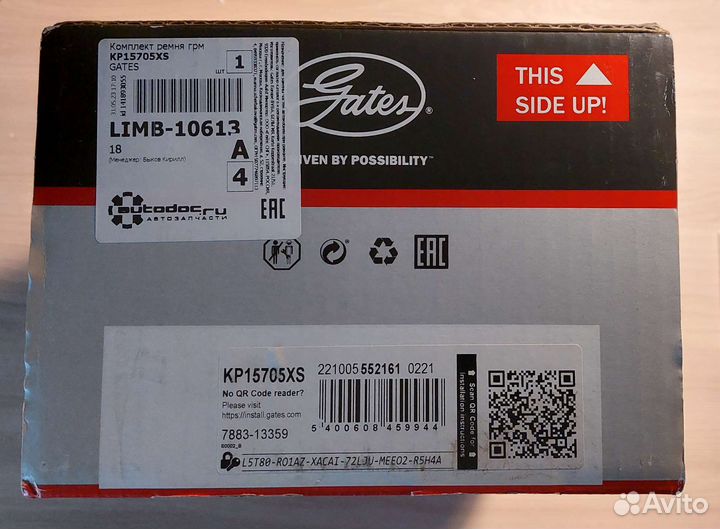 Комплект ремня грм
KP15705XS
GATES
шт
1
LIMB-10613
18
(Менеджер: Быков Кирилл)
A
4
autodoc.ru
АВТОЗАПЧАСТИ
EAC
Gates
DRIVEN BY POSSIBILITY™
THIS
SIDE UP!
EAC
KP15705XS
No QR Code reader?
Please visit
https://install.gates.com
7883-13359
E0002_B
221005 552161 0221
5 400608 459944
Scan QR Code for
installation instructions
L5T80-RO1AZ-XACAI-72LJU-MEEO2-R5H4A
Avito